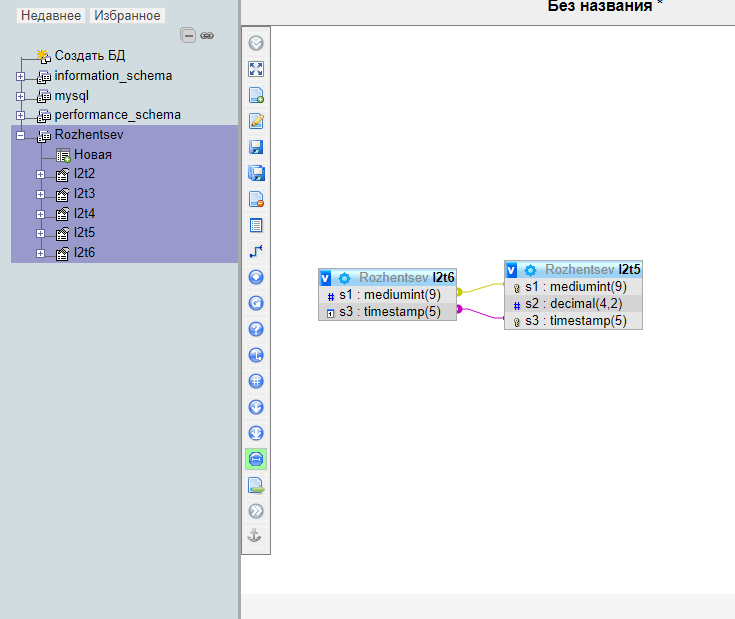 Недавнее Избранное
Создать БД
information_schema
mysql
performance_schema
Rozhentsev
Новая
l2t2
l2t3
l2t4
l2t5
l2t6
Без названия *
v Rozhentsev l2t6
# s1 : mediumint(9)
s3 : timestamp(5)
v Rozhentsev l2t5
s1 : mediumint(9)
# s2 : decimal(4,2)
s3 : timestamp(5)